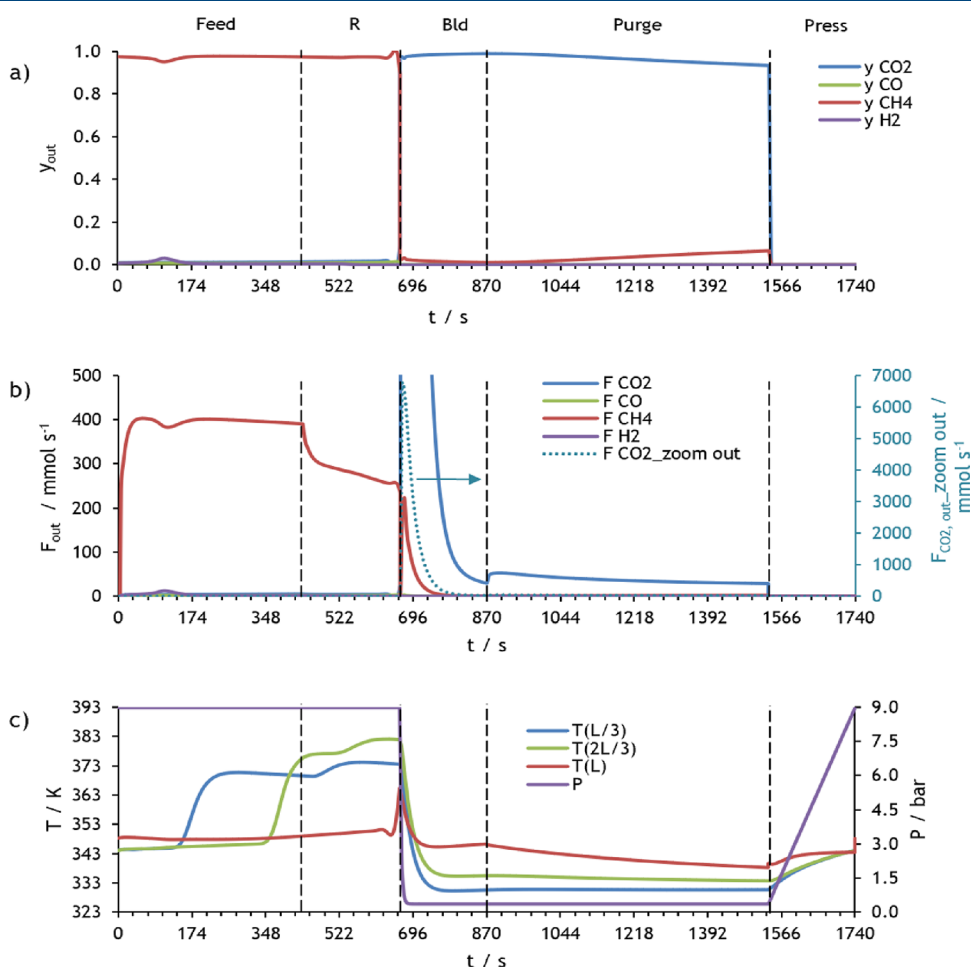 Feed R Bld Purge Press
a)
1.0
0.8
0.6
0.4
0.2
0.0
y_out
0 174 348 522 696 870 1044 1218 1392 1566 1740
t / s
y CO2
y CO
y CH4
y H2
b)
500
400
300
200
100
0
F_out / mmol s⁻¹
0 174 348 522 696 870 1044 1218 1392 1566 1740
t / s
F CO2
F CO
F CH4
F H2
F CO2_zoom out
7000
6000
5000
4000
3000
2000
1000
0
F_CO2, out_zoom out /
mmol s⁻¹
c)
393
383
373
363
353
343
333
323
T / K
0 174 348 522 696 870 1044 1218 1392 1566 1740
t / s
T(L/3)
T(2L/3)
T(L)
P
9.0
7.5
6.0
4.5
3.0
1.5
0.0
P / bar